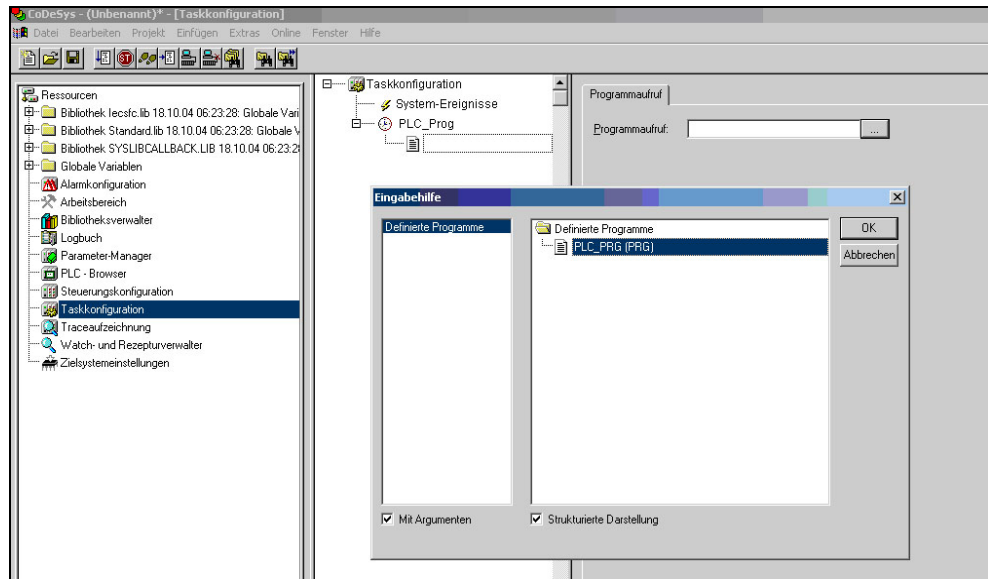 CoDeSys - (Unbenannt)* - [Taskkonfiguration]
Datei Bearbeiten Projekt Einfügen Extras Online Fenster Hilfe
Ressourcen
Bibliothek Iecsfc.lib 18.10.04 06:23:28: Globale Vari
Bibliothek Standard.lib 18.10.04 06:23:28: Globale V
Bibliothek SYSLIBCALLBACK.LIB 18.10.04 06:23:2
Globale Variablen
Alarmkonfiguration
Arbeitsbereich
Bibliotheksverwalter
Logbuch
Parameter-Manager
PLC - Browser
Steuerungskonfiguration
Taskkonfiguration
Traceaufzeichnung
Watch- und Rezepturverwalter
Zielsystemeinstellungen
Taskkonfiguration
System-Ereignisse
PLC_Prog
Programmaufruf
Programmaufruf:
...
Eingabehilfe
Definierte Programme
Definierte Programme
PLC_PRG (PRG)
OK
Abbrechen
Mit Argumenten
Strukturierte Darstellung